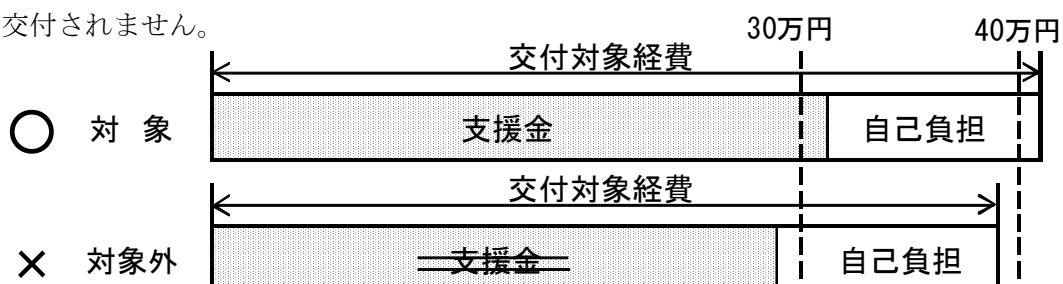 交付されません。
30万円 40万円
交付対象経費
○ 対象 支援金 自己負担
交付対象経費
× 対象外 支援金 自己負担